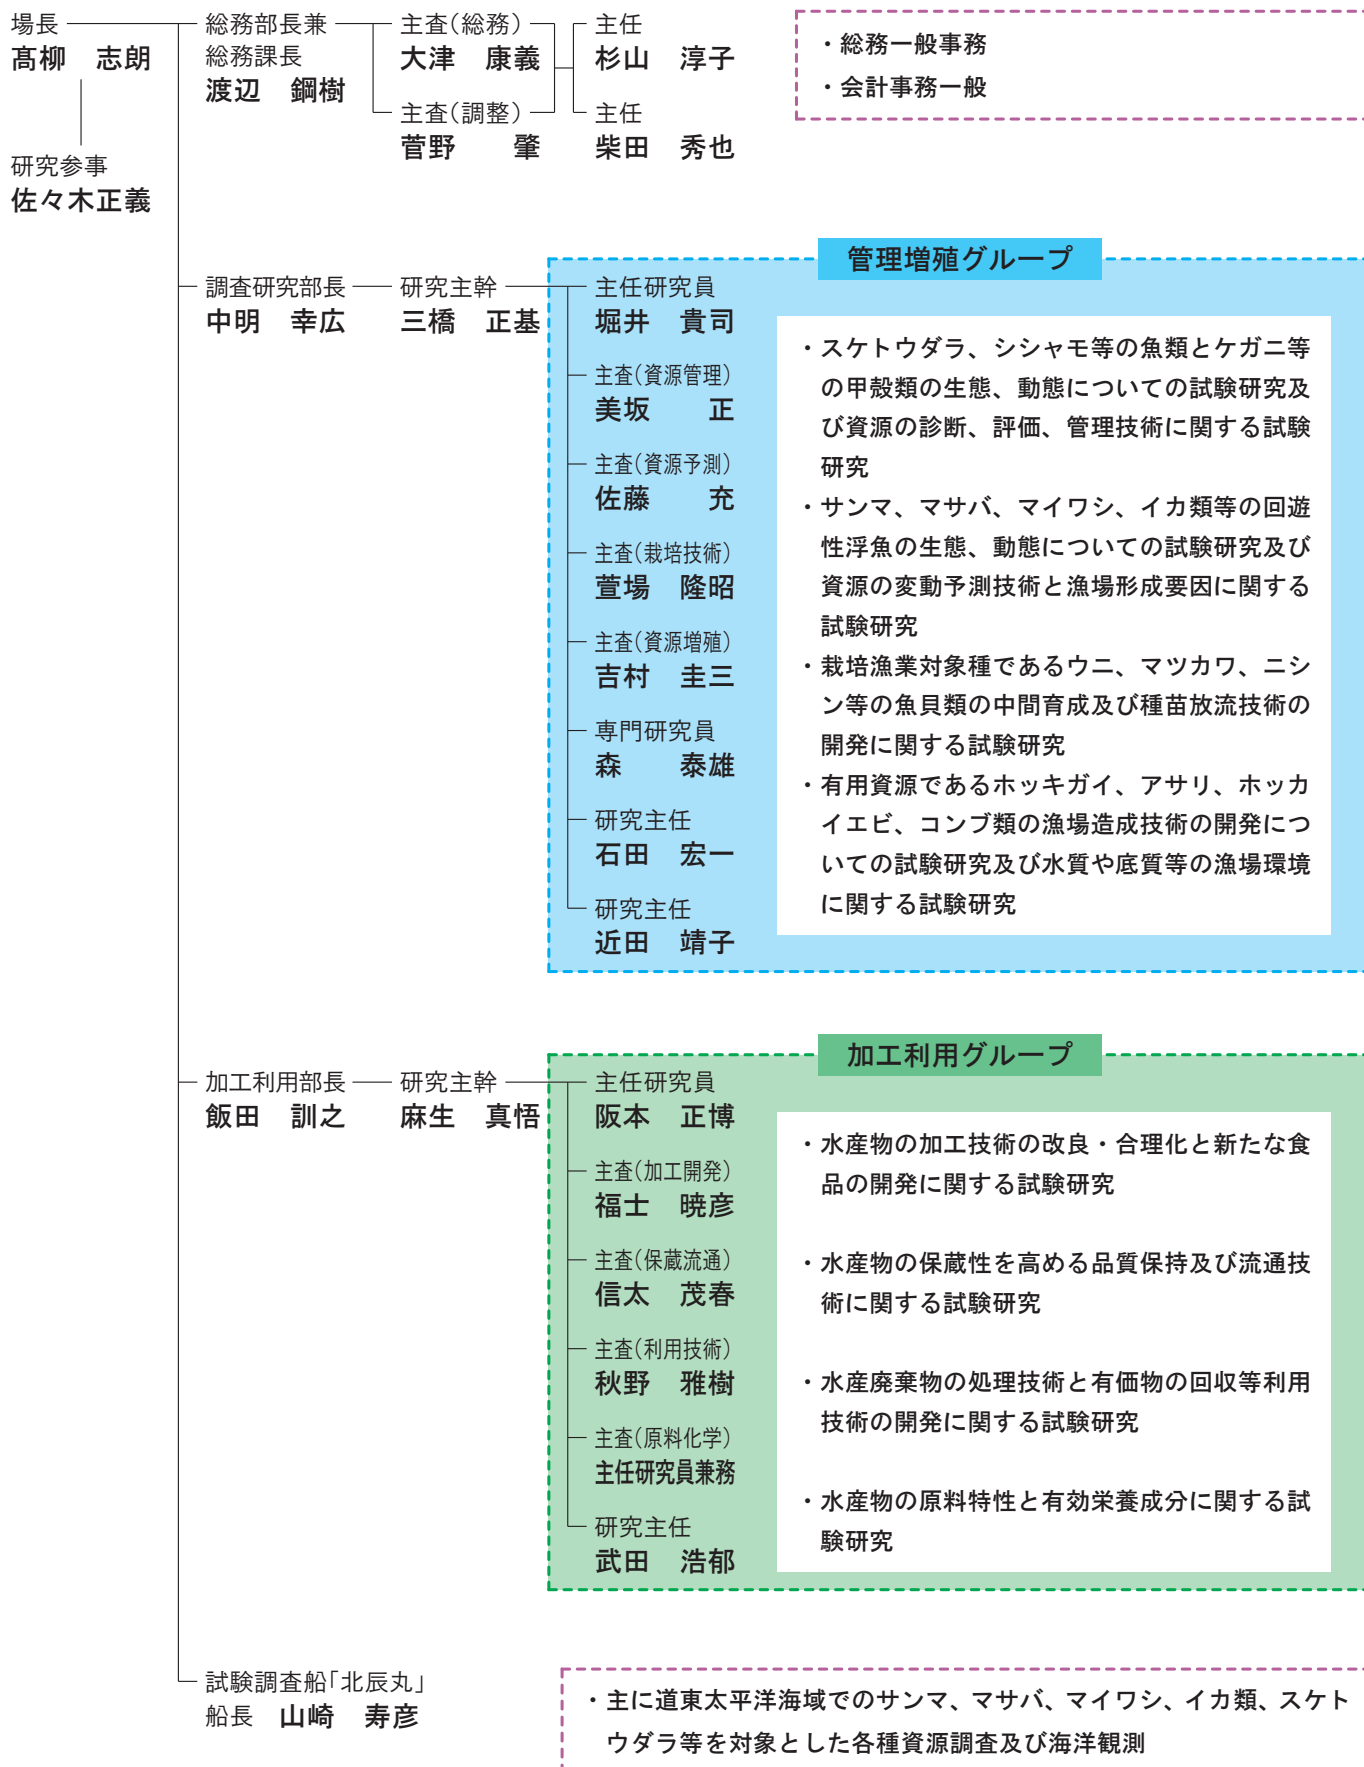 場長
髙柳　志朗
研究参事
佐々木正義
総務部長兼
総務課長
渡辺　鋼樹
主査(総務)
大津　康義
主査(調整)
菅野　　肇
主任
杉山　淳子
主任
柴田　秀也
・総務一般事務
・会計事務一般
調査研究部長
中明　幸広
研究主幹
三橋　正基
管理増殖グループ
主任研究員
堀井　貴司
主査(資源管理)
美坂　　正
主査(資源予測)
佐藤　　充
主査(栽培技術)
萱場　隆昭
主査(資源増殖)
吉村　圭三
専門研究員
森　　泰雄
研究主任
石田　宏一
研究主任
近田　靖子
・スケトウダラ、シシャモ等の魚類とケガニ等
の甲殻類の生態、動態についての試験研究及
び資源の診断、評価、管理技術に関する試験
研究
・サンマ、マサバ、マイワシ、イカ類等の回遊
性浮魚の生態、動態についての試験研究及び
資源の変動予測技術と漁場形成要因に関する
試験研究
・栽培漁業対象種であるウニ、マツカワ、ニシ
ン等の魚貝類の中間育成及び種苗放流技術の
開発に関する試験研究
・有用資源であるホッキガイ、アサリ、ホッカ
イエビ、コンブ類の漁場造成技術の開発につ
いての試験研究及び水質や底質等の漁場環境
に関する試験研究
加工利用部長
飯田　訓之
研究主幹
麻生　真悟
加工利用グループ
主任研究員
阪本　正博
主査(加工開発)
福士　暁彦
主査(保蔵流通)
信太　茂春
主査(利用技術)
秋野　雅樹
主査(原料化学)
主任研究員兼務
研究主任
武田　浩郁
・水産物の加工技術の改良・合理化と新たな食
品の開発に関する試験研究
・水産物の保蔵性を高める品質保持及び流通技
術に関する試験研究
・水産廃棄物の処理技術と有価物の回収等利用
技術の開発に関する試験研究
・水産物の原料特性と有効栄養成分に関する試
験研究
試験調査船「北辰丸」
船長　山崎　寿彦
・主に道東太平洋海域でのサンマ、マサバ、マイワシ、イカ類、スケト
ウダラ等を対象とした各種資源調査及び海洋観測